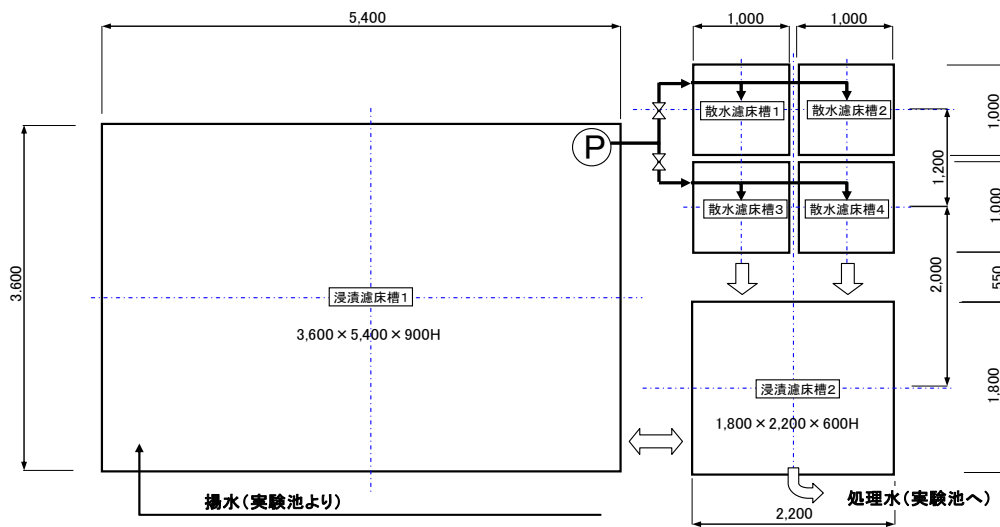 5,400
1,000
1,000
散水濾床槽1
散水濾床槽2
1,000
P
1,200
散水濾床槽3
散水濾床槽4
1,000
3,600
浸漬濾床槽1
3,600×5,400×900H
2,000
550
浸漬濾床槽2
1,800×2,200×600H
1,800
揚水(実験池より)
処理水(実験池へ)
2,200